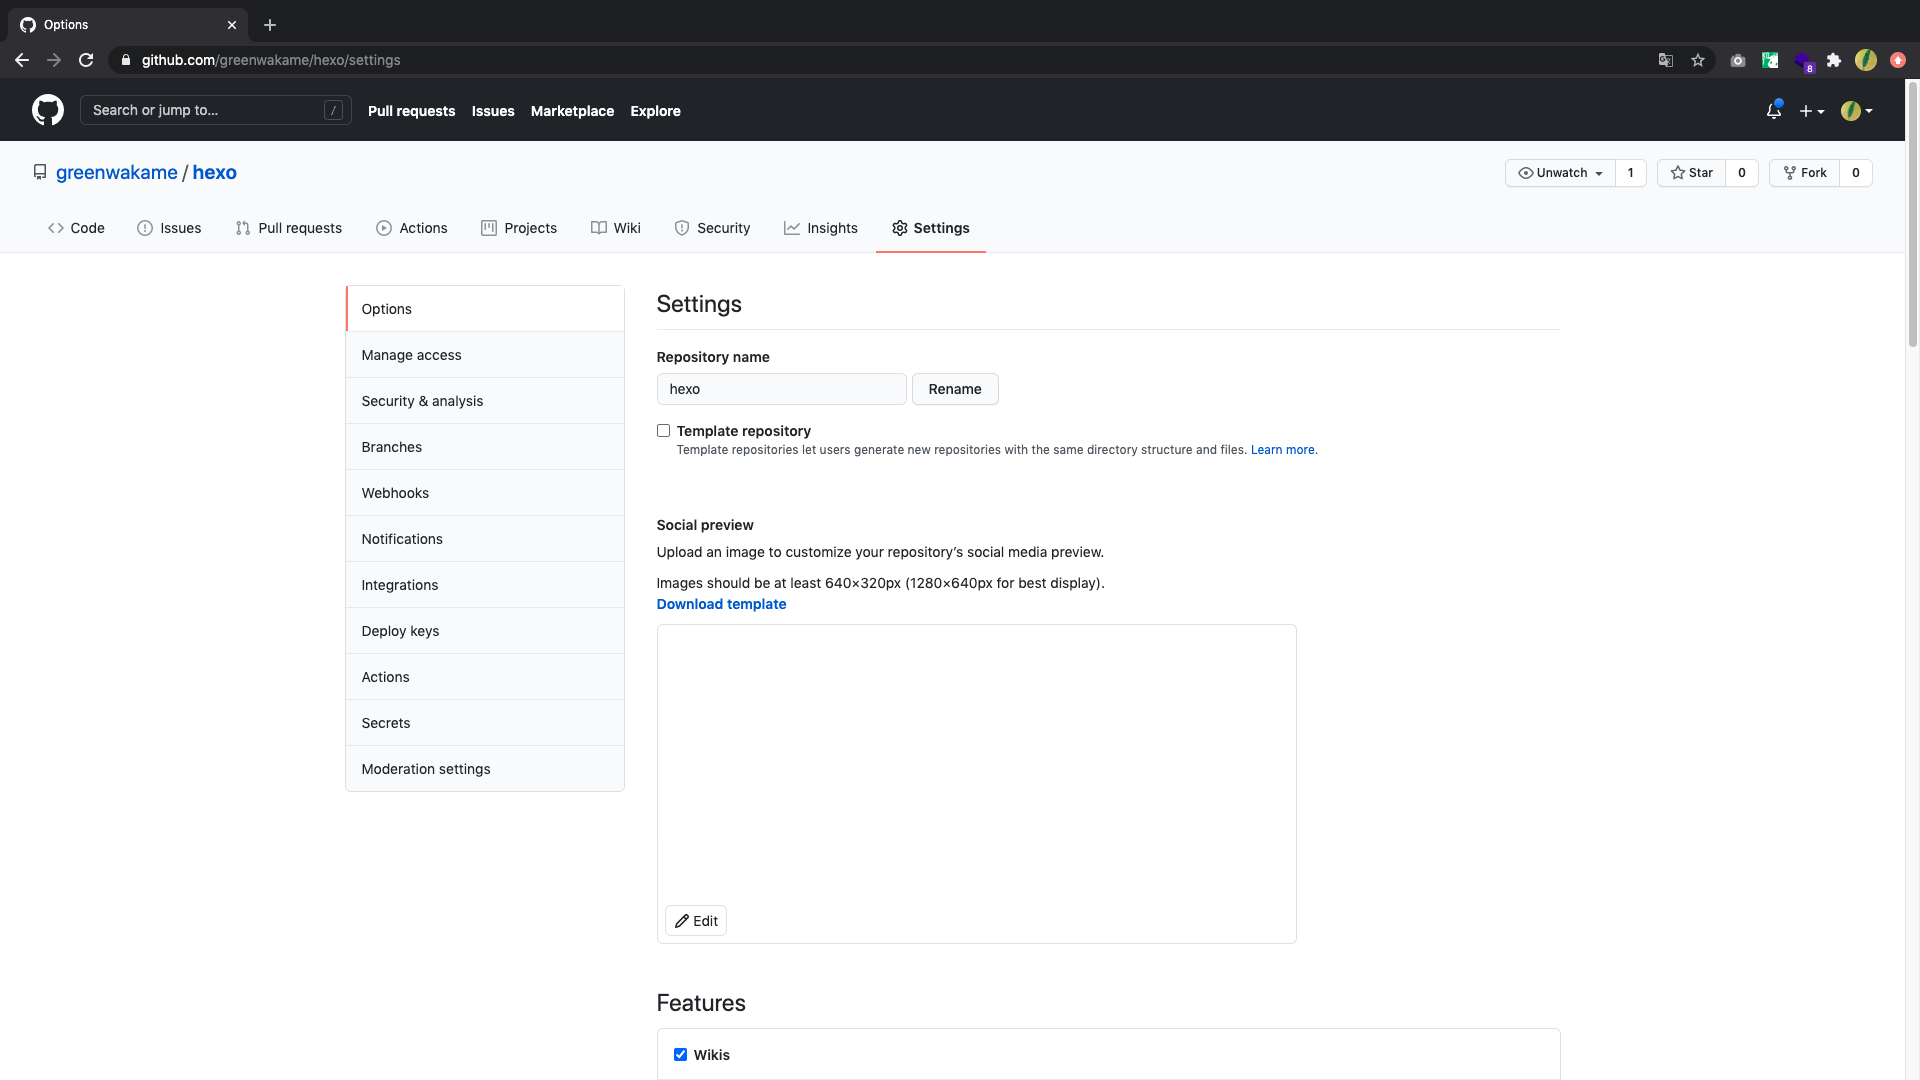 Options
github.com/greenwakame/hexo/settings
8
Search or jump to...
/
Pull requests
Issues
Marketplace
Explore
greenwakame / hexo
Unwatch
1
Star
0
Fork
0
Code
Issues
Pull requests
Actions
Projects
Wiki
Security
Insights
Settings
Options
Manage access
Security & analysis
Branches
Webhooks
Notifications
Integrations
Deploy keys
Actions
Secrets
Moderation settings
Settings
Repository name
hexo
Rename
Template repository
Template repositories let users generate new repositories with the same directory structure and files. Learn more.
Social preview
Upload an image to customize your repository’s social media preview.
Images should be at least 640×320px (1280×640px for best display).
Download template
Edit
Features
Wikis